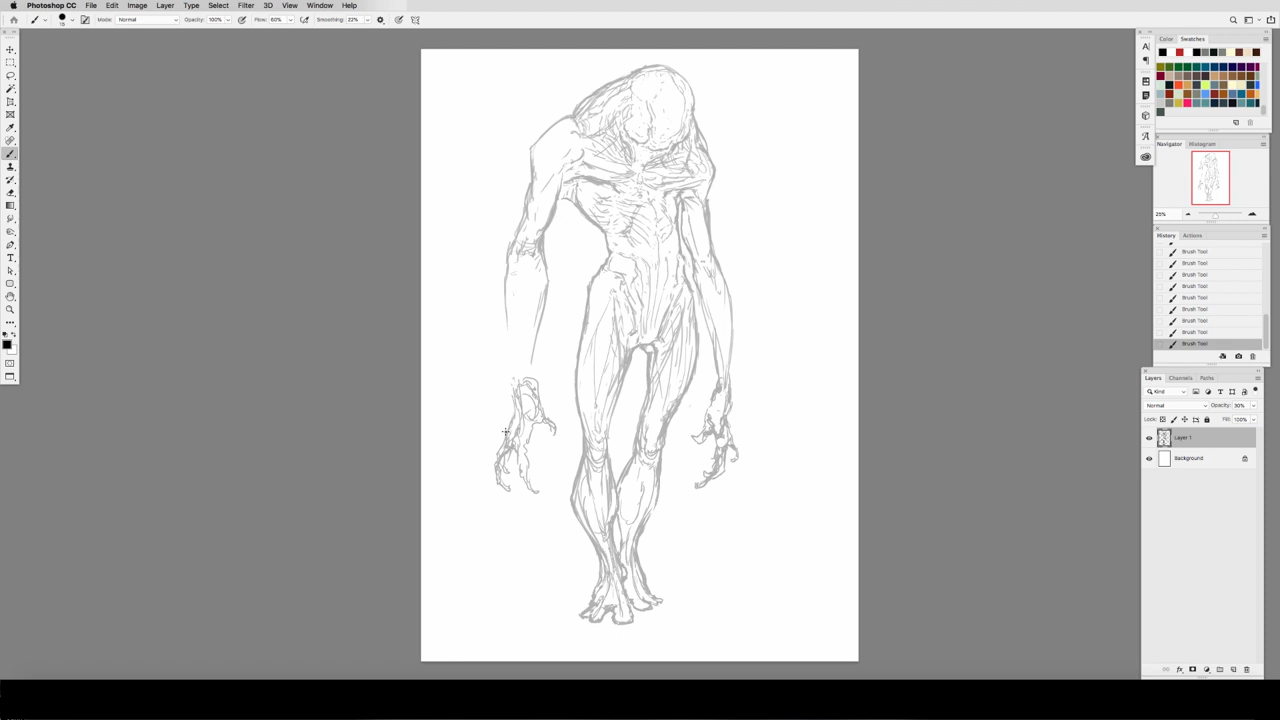 Photoshop CC File Edit Image Layer Type Select Filter 3D View Window Help
Mode: Normal Opacity: 100% Flow: 60% Smoothing: 22%
Color Swatches
Navigator Histogram
25%
History Actions
Brush Tool
Brush Tool
Brush Tool
Brush Tool
Brush Tool
Brush Tool
Brush Tool
Brush Tool
Brush Tool
Layers Channels Paths
Kind
Normal Opacity: 30%
Lock: Fill: 100%
Layer 1
Background